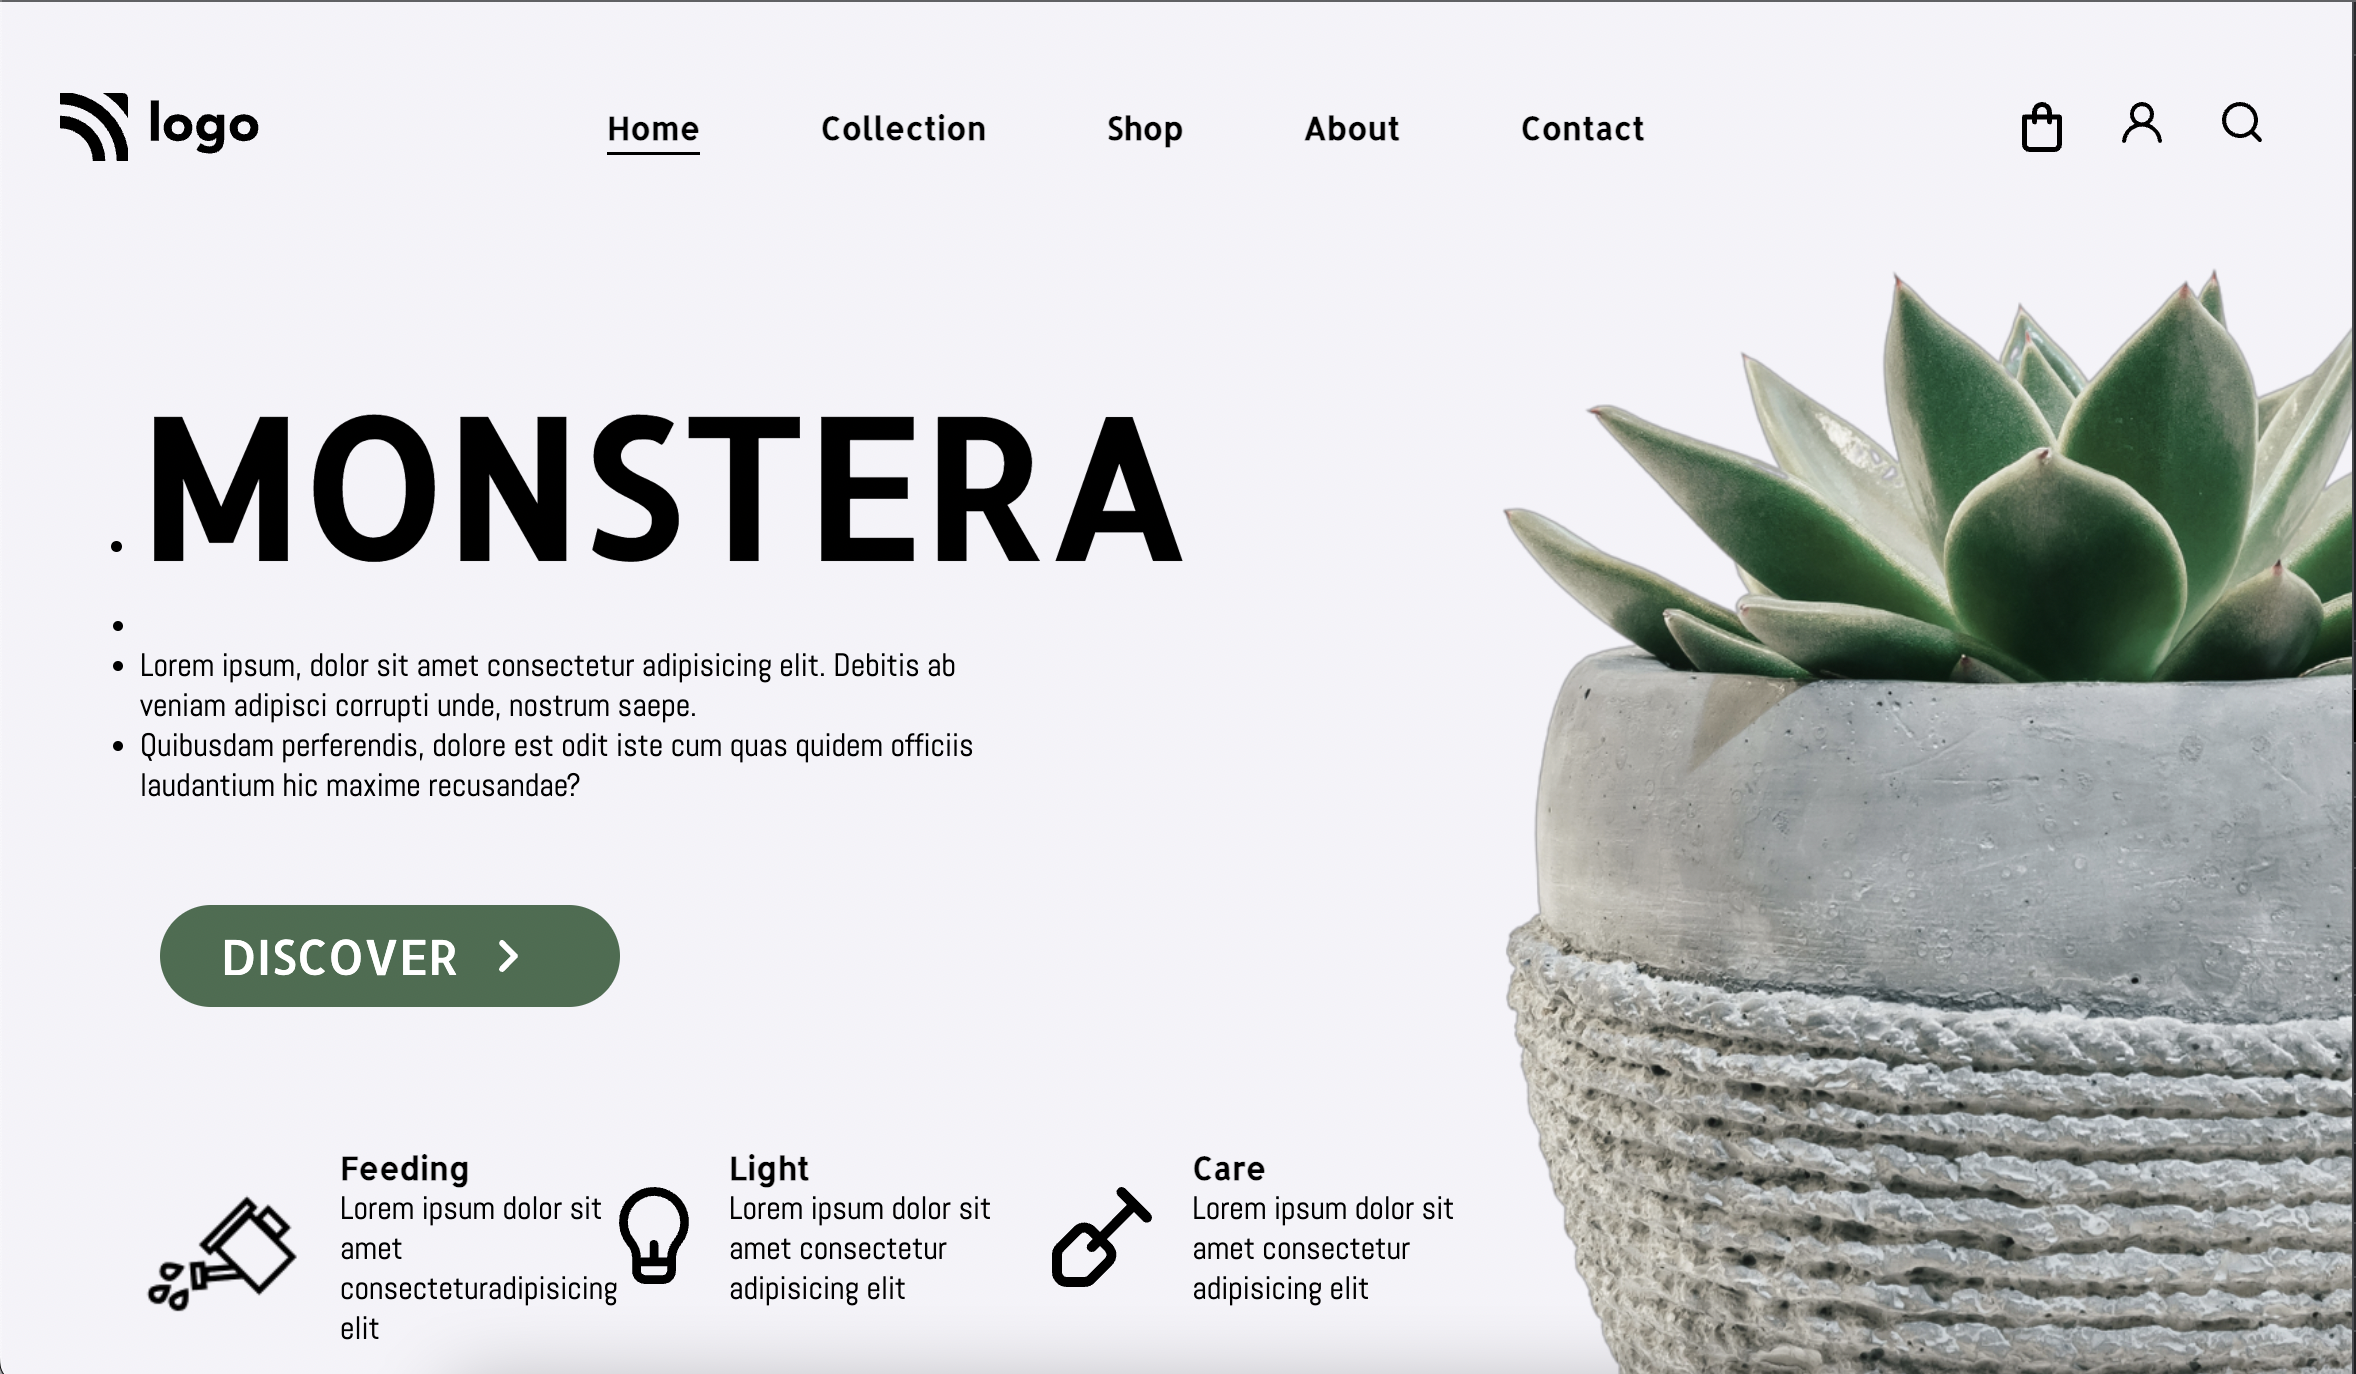 logo
Home Collection Shop About Contact
MONSTERA
Lorem ipsum, dolor sit amet consectetur adipisicing elit. Debitis ab
veniam adipisci corrupti unde, nostrum saepe.
Quibusdam perferendis, dolore est odit iste cum quas quidem officiis
laudantium hic maxime recusandae?
DISCOVER
Feeding
Lorem ipsum dolor sit
amet
consecteturadipisicing
elit
Light
Lorem ipsum dolor sit
amet consectetur
adipisicing elit
Care
Lorem ipsum dolor sit
amet consectetur
adipisicing elit